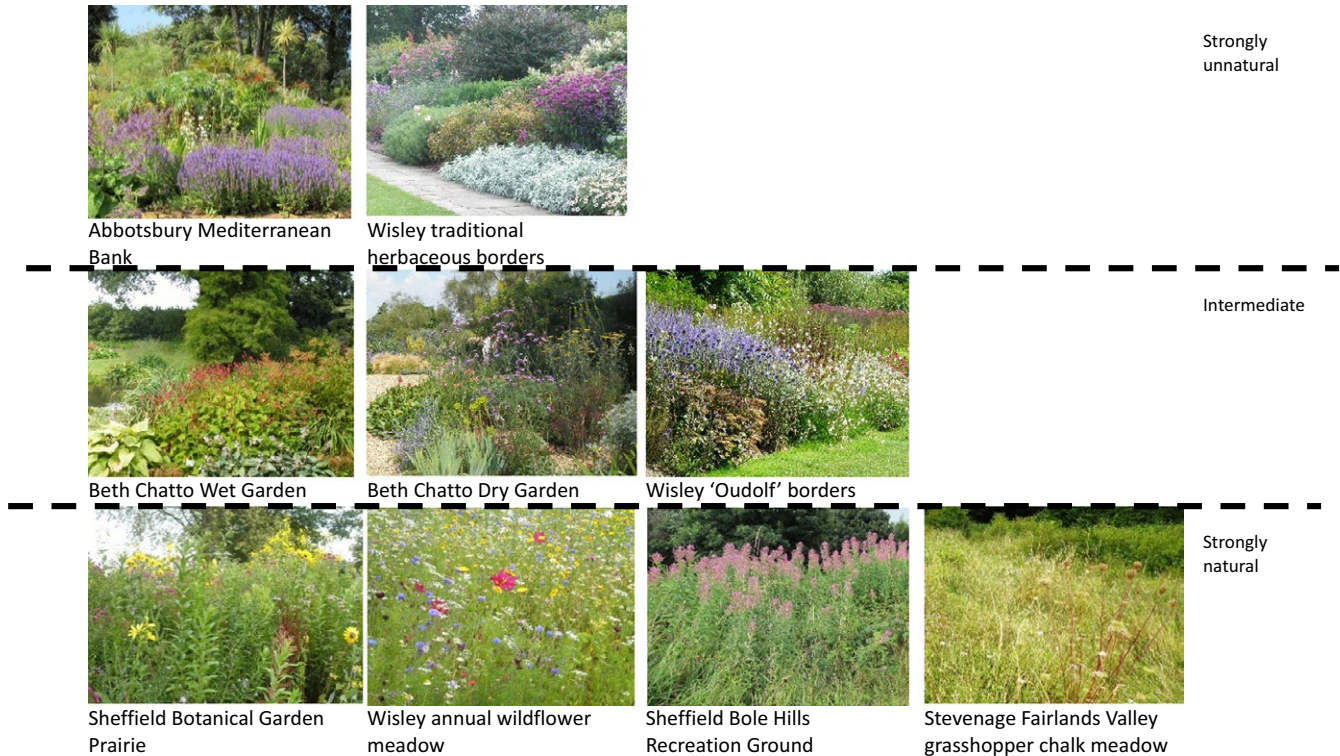 Strongly
unnatural
Abbotsbury Mediterranean
Bank
Wisley traditional
herbaceous borders
Intermediate
Beth Chatto Wet Garden
Beth Chatto Dry Garden
Wisley ‘Oudolf’ borders
Strongly
natural
Sheffield Botanical Garden
Prairie
Wisley annual wildflower
meadow
Sheffield Bole Hills
Recreation Ground
Stevenage Fairlands Valley
grasshopper chalk meadow